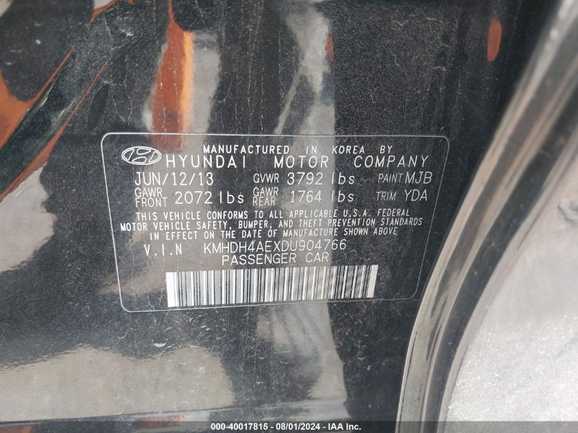 MANUFACTURED IN KOREA BY
HYUNDAI MOTOR COMPANY
JUN/12/13 GVWR 3792 lbs PAINT MJB
GAWR FRONT 2072 lbs GAWR REAR 1764 lbs TRIM YDA
THIS VEHICLE CONFORMS TO ALL APPLICABLE U.S.A. FEDERAL
MOTOR VEHICLE SAFETY, BUMPER, AND THEFT PREVENTION STANDARDS
IN EFFECT ON THE DATE OF MANUFACTURE SHOWN ABOVE.
V.I.N KMHDH4AEXDU904766
PASSENGER CAR
000-40017815 - 08/01/2024 - IAA Inc.